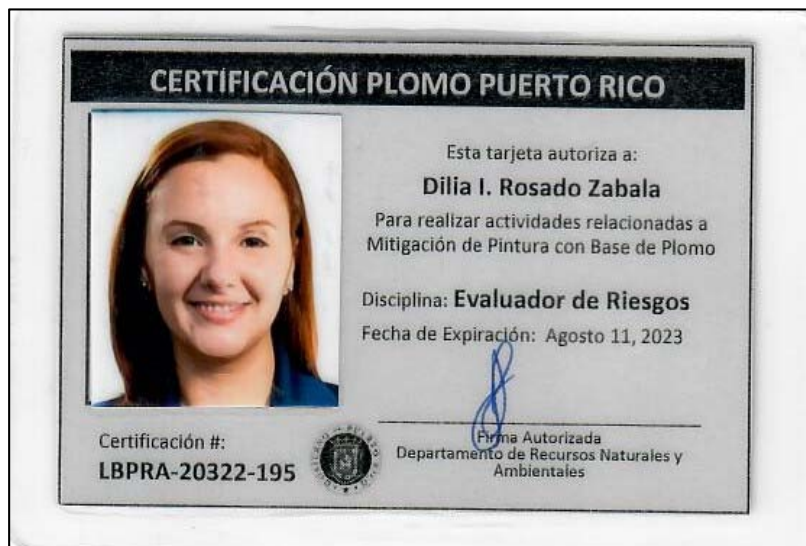 CERTIFICACIÓN PLOMO PUERTO RICO
Esta tarjeta autoriza a:
Dilia I. Rosado Zabala
Para realizar actividades relacionadas a
Mitigación de Pintura con Base de Plomo
Disciplina: Evaluador de Riesgos
Fecha de Expiración: Agosto 11, 2023
Firma Autorizada
Departamento de Recursos Naturales y
Ambientales
Certificación #:
LBPRA-20322-195